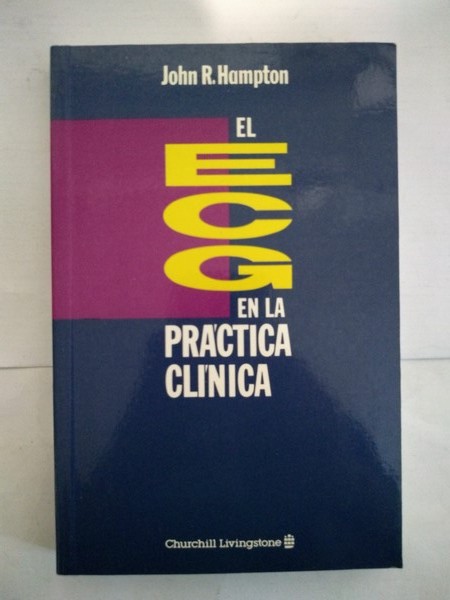 John R. Hampton
EL
ECG
EN LA
PRÁCTICA
CLÍNICA
Churchill Livingstone